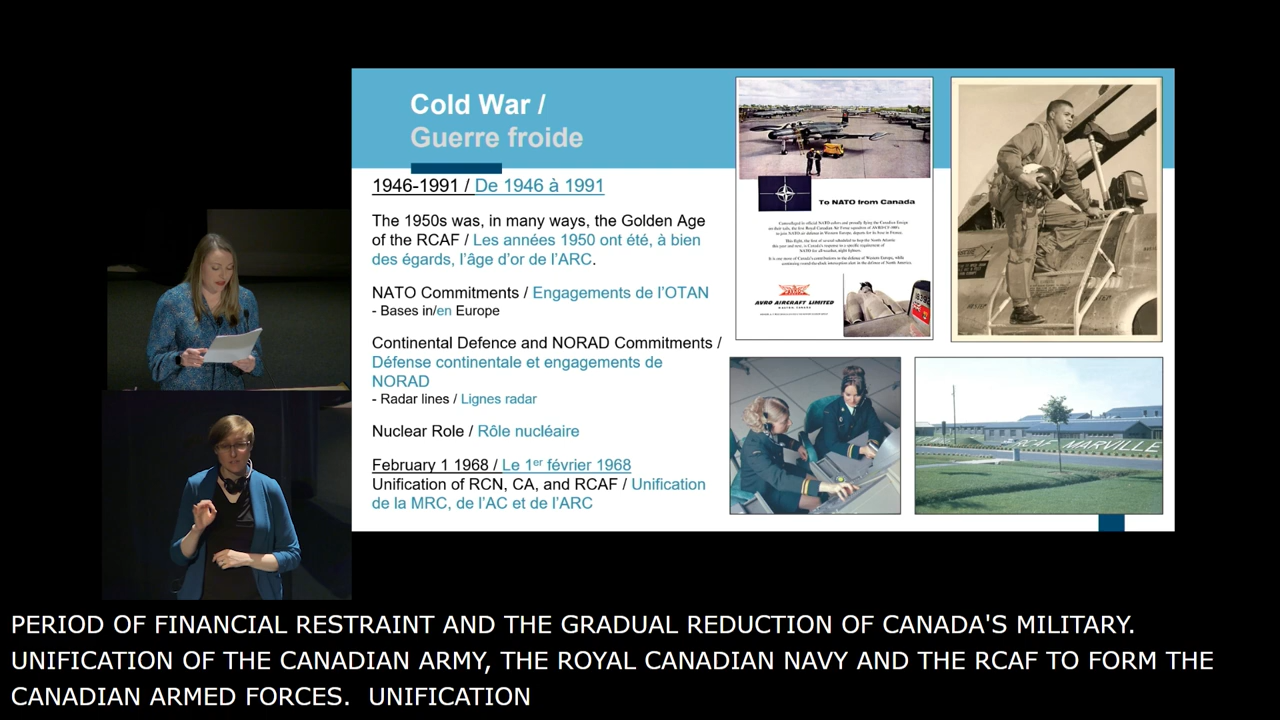 Cold War /
Guerre froide
1946-1991 / De 1946 à 1991
The 1950s was, in many ways, the Golden Age
of the RCAF / Les années 1950 ont été, à bien
des égards, l'âge d'or de l'ARC.
NATO Commitments / Engagements de l'OTAN
- Bases in/en Europe
Continental Defence and NORAD Commitments /
Défense continentale et engagements de
NORAD
- Radar lines / Lignes radar
Nuclear Role / Rôle nucléaire
February 1 1968 / Le 1er février 1968
Unification of RCN, CA, and RCAF / Unification
de la MRC, de l'AC et de l'ARC
To NATO from Canada
AVRO AIRCRAFT LIMITED
RCAF MARVILLE
PERIOD OF FINANCIAL RESTRAINT AND THE GRADUAL REDUCTION OF CANADA'S MILITARY.
UNIFICATION OF THE CANADIAN ARMY, THE ROYAL CANADIAN NAVY AND THE RCAF TO FORM THE
CANADIAN ARMED FORCES.  UNIFICATION